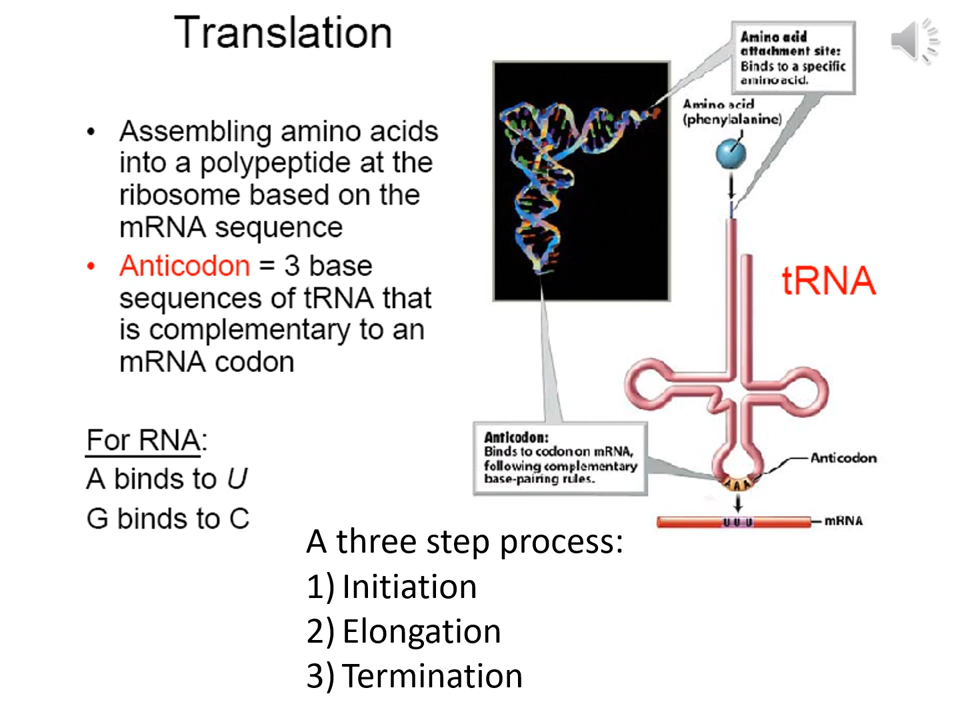 Translation
• Assembling amino acids
into a polypeptide at the
ribosome based on the
mRNA sequence
• Anticodon = 3 base
sequences of tRNA that
is complementary to an
mRNA codon
For RNA:
A binds to U
G binds to C
A three step process:
1) Initiation
2) Elongation
3) Termination
Amino acid
attachment site:
Binds to a specific
amino acid.
Amino acid
(phenylalanine)
tRNA
Anticodon:
Binds to codon on mRNA,
following complementary
base-pairing rules.
Anticodon
A A A
U U U
mRNA